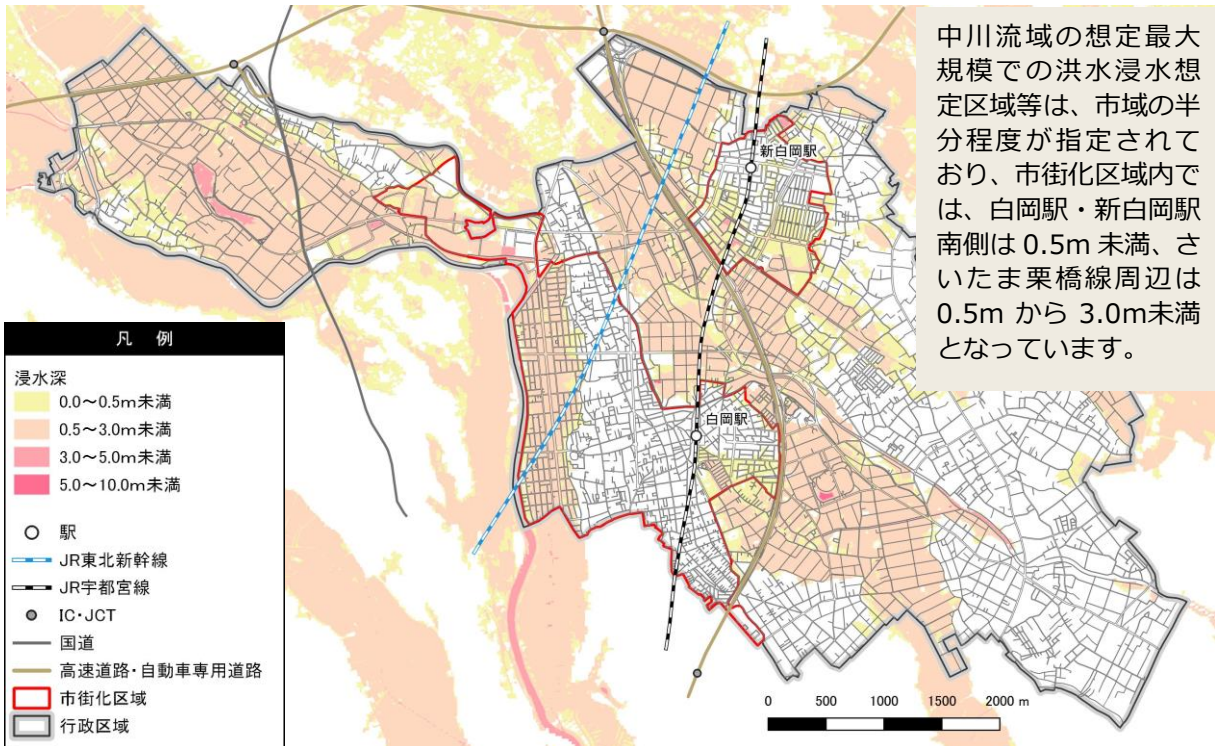 中川流域の想定最大
規模での洪水浸水想
定区域等は、市域の半
分程度が指定されて
おり、市街化区域内で
は、白岡駅・新白岡駅
南側は 0.5m 未満、さ
いたま栗橋線周辺は
0.5m から 3.0m未満
となっています。
新白岡駅
白岡駅
凡 例
浸水深
0.0～0.5m未満
0.5～3.0m未満
3.0～5.0m未満
5.0～10.0m未満
駅
JR東北新幹線
JR宇都宮線
IC・JCT
国道
高速道路・自動車専用道路
市街化区域
行政区域
0 500 1000 1500 2000 m